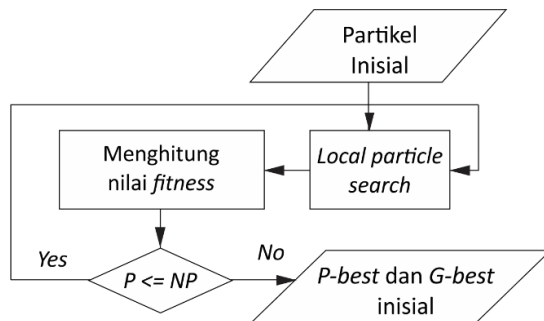 Partikel
Inisial
Menghitung
nilai fitness
Local particle
search
Yes
P <= NP
No
P-best dan G-best
inisial